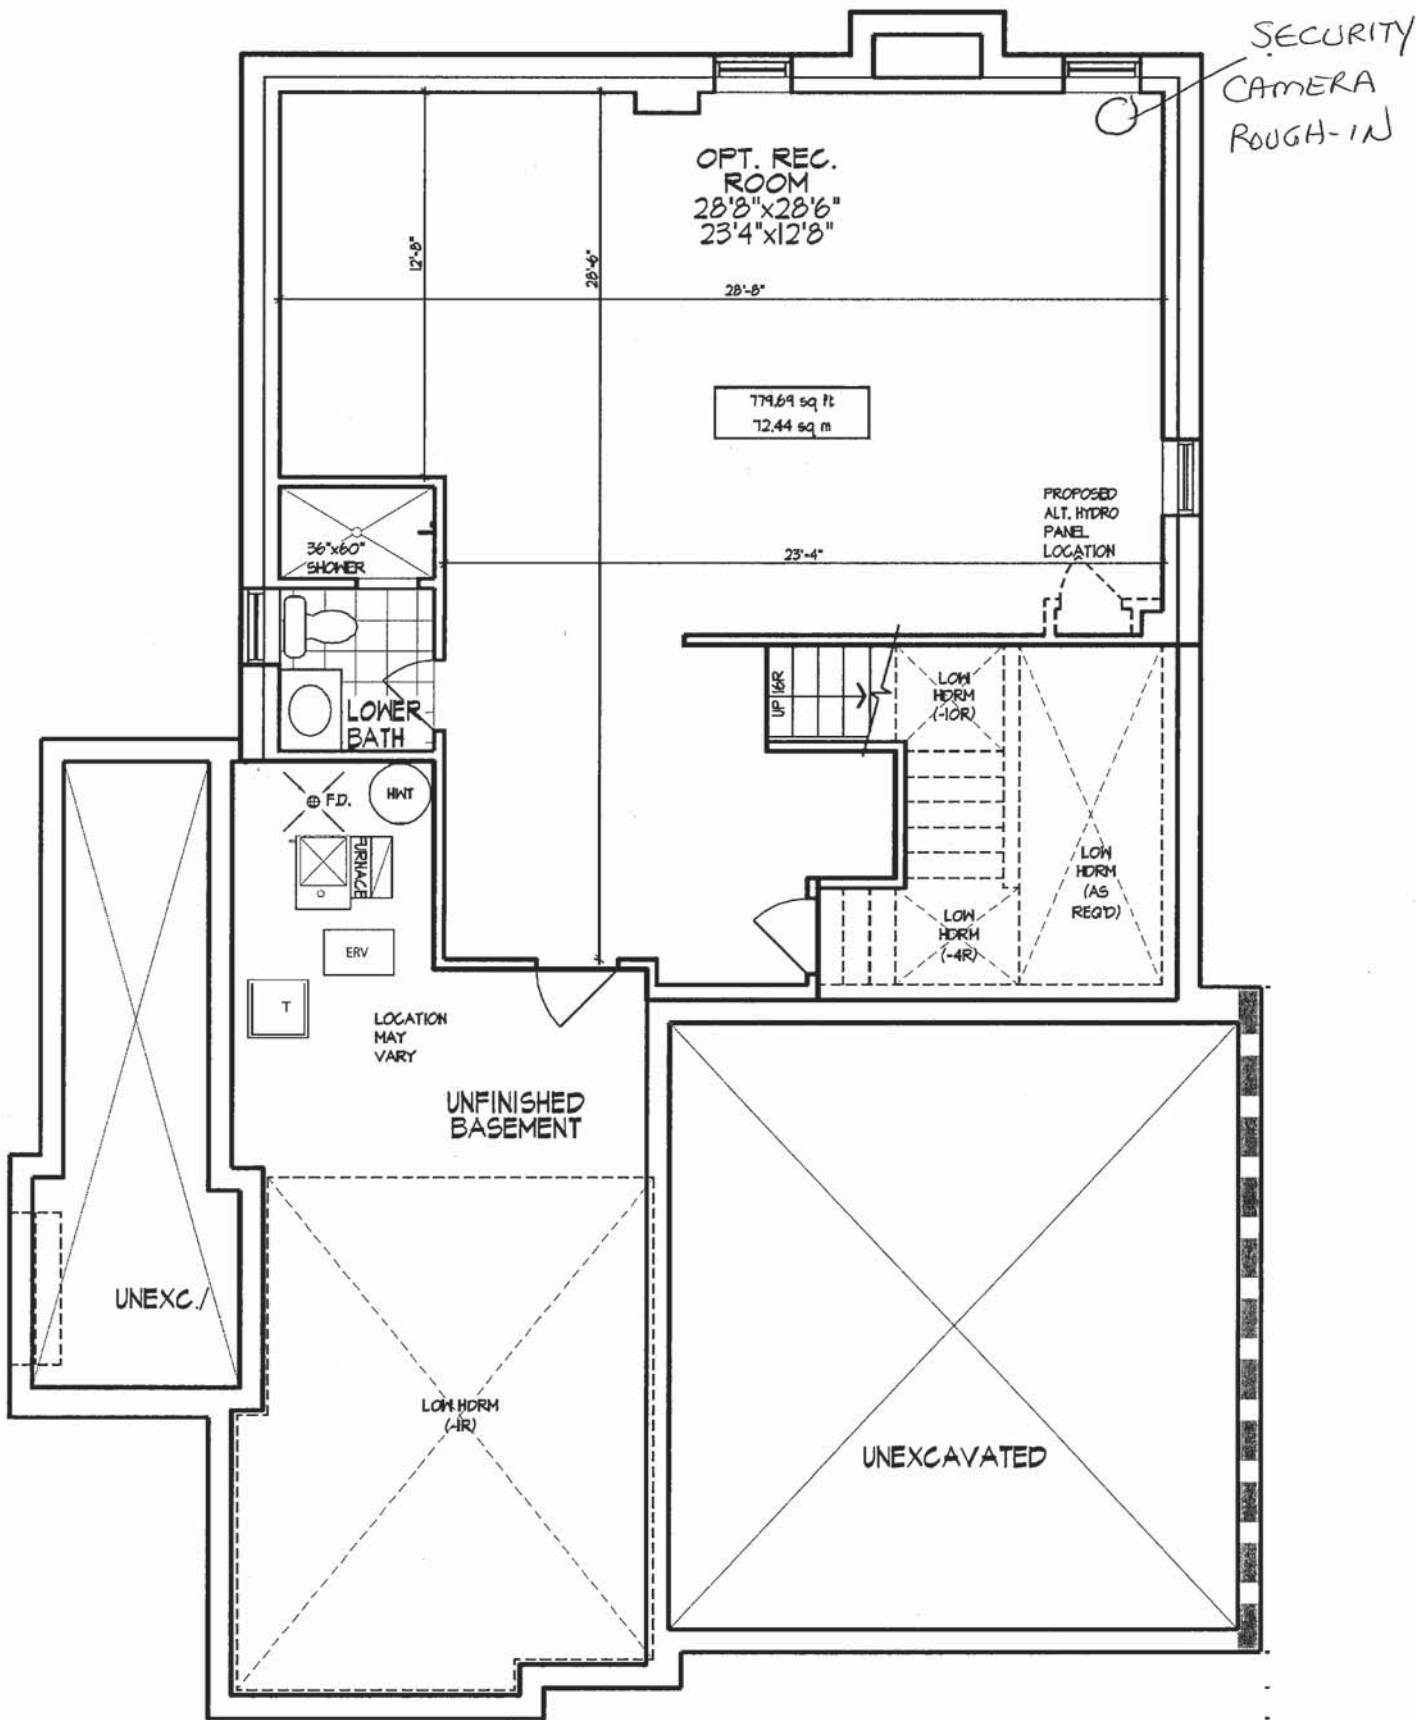 SECURITY
CAMERA
ROUGH-IN
OPT. REC.
ROOM
28'8"x28'6"
23'4"x12'8"
12'-8"
28'-6"
28'-8"
779.69 sq ft
72.44 sq m
PROPOSED
ALT. HYDRO
PANEL
LOCATION
36"x60"
SHOWER
23'-4"
UP 16R
LOW
HDRM
(-10R)
LOWER
BATH
F.D.
HWT
FURNACE
LOW
HDRM
(AS
REQ'D)
LOW
HDRM
(-4R)
ERV
T
LOCATION
MAY
VARY
UNFINISHED
BASEMENT
UNEXC./
LOW HDRM
(-1R)
UNEXCAVATED